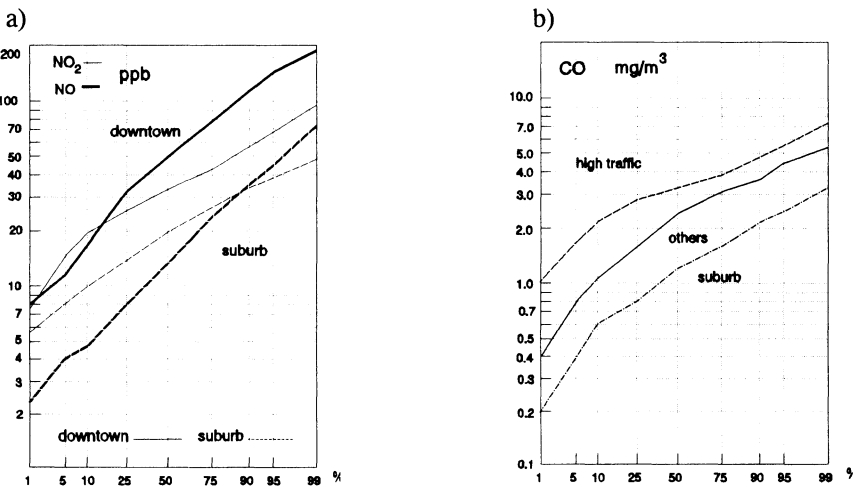 a)
200
100
70
50
40
30
20
10
7
5
4
3
2
NO2
NO
ppb
downtown
suburb
downtown suburb
1 5 10 25 50 75 90 95 99 %
b)
CO mg/m3
10.0
7.0
5.0
4.0
3.0
2.0
1.0
0.7
0.5
0.4
0.3
0.2
0.1
high traffic
others
suburb
1 5 10 25 50 75 90 95 99 %